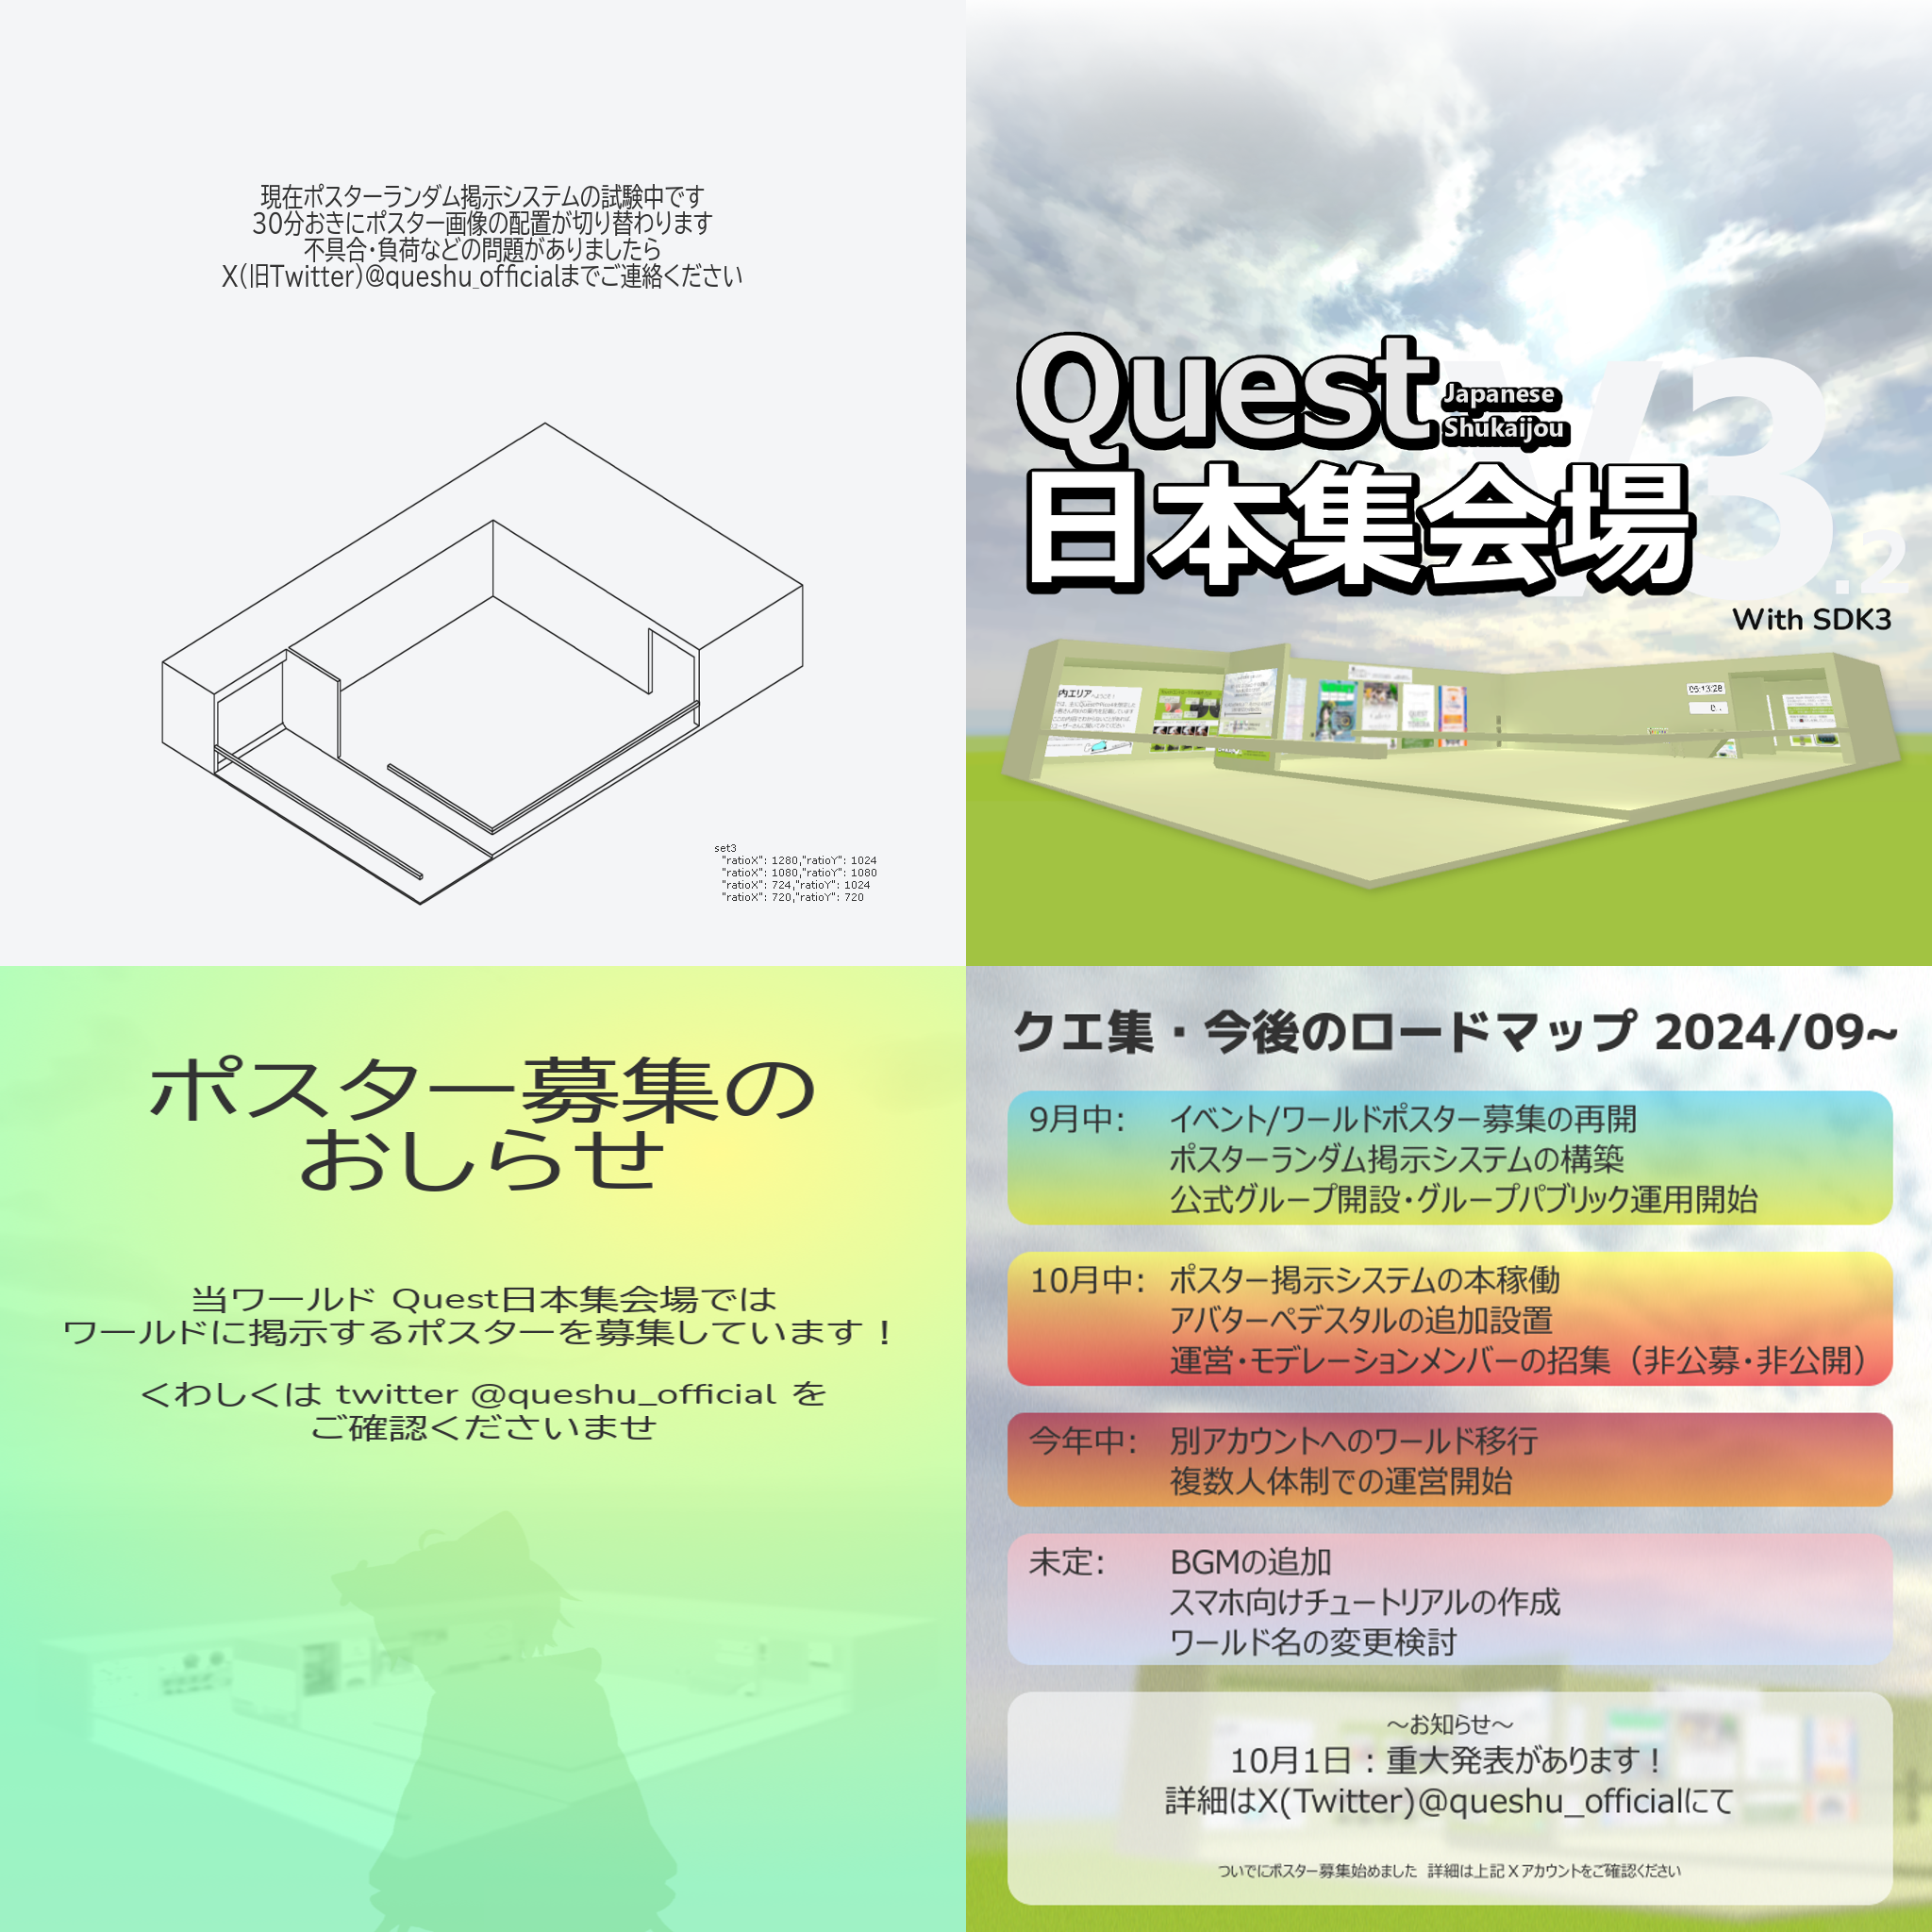 現在ポスターランダム掲示システムの試験中です
30分おきにポスター画像の配置が切り替わります
不具合・負荷などの問題がありましたら
X(旧Twitter)@queshu_officialまでご連絡ください
set3
"ratioX": 1280,"ratioY": 1024
"ratioX": 1080,"ratioY": 1080
"ratioX": 724,"ratioY": 1024
"ratioX": 720,"ratioY": 720
Quest
Japanese
Shukaijou
日本集会場
V3.2
With SDK3
内エリアへようこそ！
05:13:28
ポスター募集の
おしらせ
当ワールド Quest日本集会場では
ワールドに掲示するポスターを募集しています！
くわしくは twitter @queshu_official を
ご確認くださいませ
クエ集・今後のロードマップ 2024/09~
9月中: イベント/ワールドポスター募集の再開
ポスターランダム掲示システムの構築
公式グループ開設・グループパブリック運用開始
10月中: ポスター掲示システムの本稼働
アバターペデスタルの追加設置
運営・モデレーションメンバーの招集（非公募・非公開）
今年中: 別アカウントへのワールド移行
複数人体制での運営開始
未定: BGMの追加
スマホ向けチュートリアルの作成
ワールド名の変更検討
～お知らせ～
10月1日：重大発表があります！
詳細はX(Twitter)@queshu_officialにて
ついでにポスター募集始めました 詳細は上記Xアカウントをご確認ください